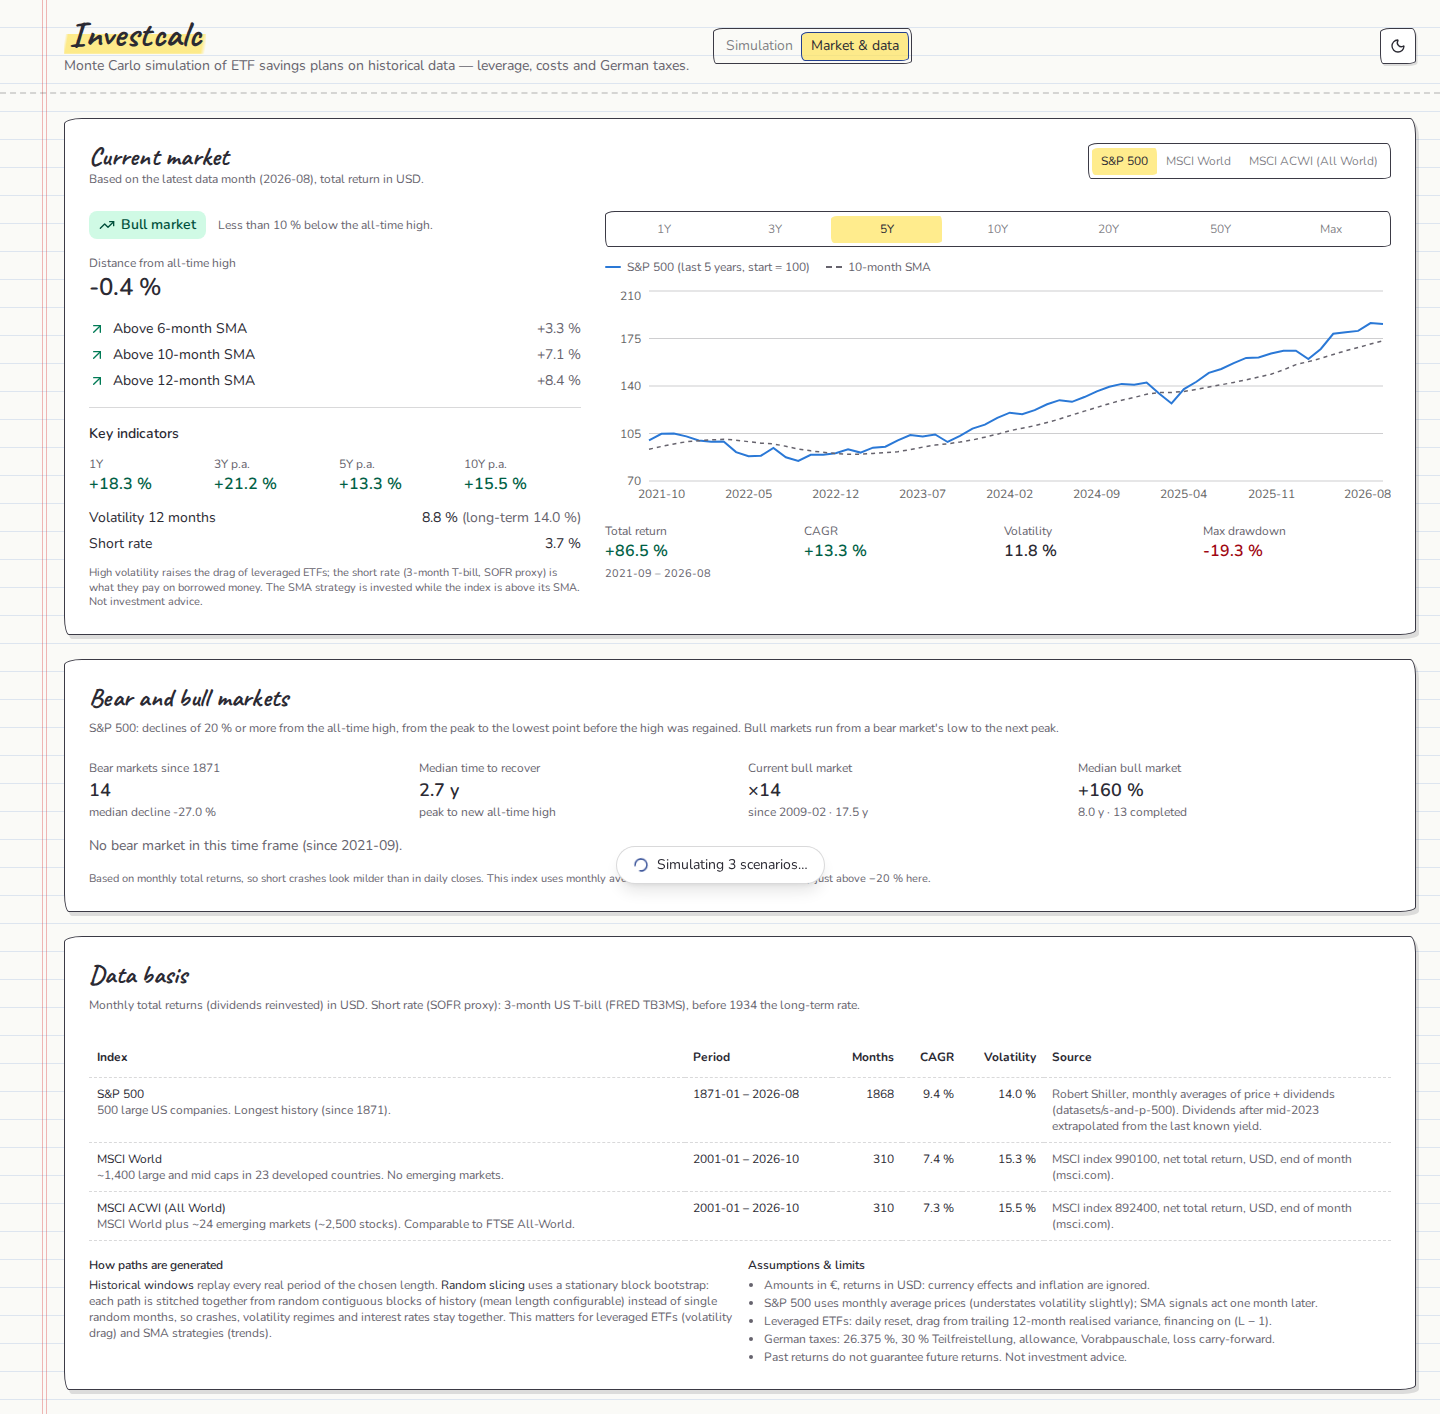 Investcalc
Monte Carlo simulation of ETF savings plans on historical data — leverage, costs and German taxes.
Simulation Market & data
Current market
Based on the latest data month (2026-08), total return in USD.
S&P 500 MSCI World MSCI ACWI (All World)
Bull market Less than 10 % below the all-time high.
Distance from all-time high
-0.4 %
Above 6-month SMA +3.3 %
Above 10-month SMA +7.1 %
Above 12-month SMA +8.4 %
Key indicators
1Y 3Y p.a. 5Y p.a. 10Y p.a.
+18.3 % +21.2 % +13.3 % +15.5 %
Volatility 12 months 8.8 % (long-term 14.0 %)
Short rate 3.7 %
High volatility raises the drag of leveraged ETFs; the short rate (3-month T-bill, SOFR proxy) is
what they pay on borrowed money. The SMA strategy is invested while the index is above its SMA.
Not investment advice.
1Y 3Y 5Y 10Y 20Y 50Y Max
S&P 500 (last 5 years, start = 100) 10-month SMA
210
175
140
105
70
2021-10 2022-05 2022-12 2023-07 2024-02 2024-09 2025-04 2025-11 2026-08
Total return CAGR Volatility Max drawdown
+86.5 % +13.3 % 11.8 % -19.3 %
2021-09 – 2026-08
Bear and bull markets
S&P 500: declines of 20 % or more from the all-time high, from the peak to the lowest point before the high was regained. Bull markets run from a bear market's low to the next peak.
Bear markets since 1871 Median time to recover Current bull market Median bull market
14 2.7 y ×14 +160 %
median decline -27.0 % peak to new all-time high since 2009-02 · 17.5 y 8.0 y · 13 completed
No bear market in this time frame (since 2021-09).
Simulating 3 scenarios…
Based on monthly total returns, so short crashes look milder than in daily closes. This index uses monthly just above −20 % here.
Data basis
Monthly total returns (dividends reinvested) in USD. Short rate (SOFR proxy): 3-month US T-bill (FRED TB3MS), before 1934 the long-term rate.
Index Period Months CAGR Volatility Source
S&P 500 1871-01 – 2026-08 1868 9.4 % 14.0 % Robert Shiller, monthly averages of price + dividends
500 large US companies. Longest history (since 1871). (datasets/s-and-p-500). Dividends after mid-2023
extrapolated from the last known yield.
MSCI World 2001-01 – 2026-10 310 7.4 % 15.3 % MSCI index 990100, net total return, USD, end of month
~1,400 large and mid caps in 23 developed countries. No emerging markets. (msci.com).
MSCI ACWI (All World) 2001-01 – 2026-10 310 7.3 % 15.5 % MSCI index 892400, net total return, USD, end of month
MSCI World plus ~24 emerging markets (~2,500 stocks). Comparable to FTSE All-World. (msci.com).
How paths are generated
Historical windows replay every real period of the chosen length. Random slicing uses a stationary block bootstrap:
each path is stitched together from random contiguous blocks of history (mean length configurable) instead of single
random months, so crashes, volatility regimes and interest rates stay together. This matters for leveraged ETFs (volatility
drag) and SMA strategies (trends).
Assumptions & limits
• Amounts in €, returns in USD: currency effects and inflation are ignored.
• S&P 500 uses monthly average prices (understates volatility slightly); SMA signals act one month later.
• Leveraged ETFs: daily reset, drag from trailing 12-month realised variance, financing on (L − 1).
• German taxes: 26.375 %, 30 % Teilfreistellung, allowance, Vorabpauschale, loss carry-forward.
• Past returns do not guarantee future returns. Not investment advice.